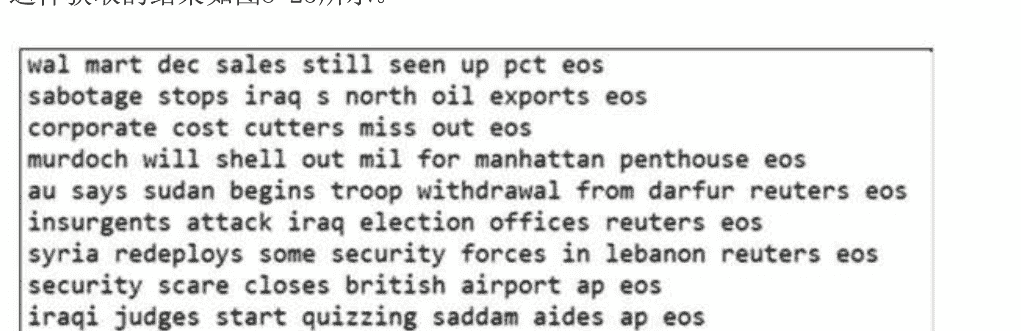 wal mart dec sales still seen up pct eos
sabotage stops iraq s north oil exports eos
corporate cost cutters miss out eos
murdoch will shell out mil for manhattan penthouse eos
au says sudan begins troop withdrawal from darfur reuters eos
insurgents attack iraq election offices reuters eos
syria redeploys some security forces in lebanon reuters eos
security scare closes british airport ap eos
iraqi judges start quizzing saddam aides ap eos